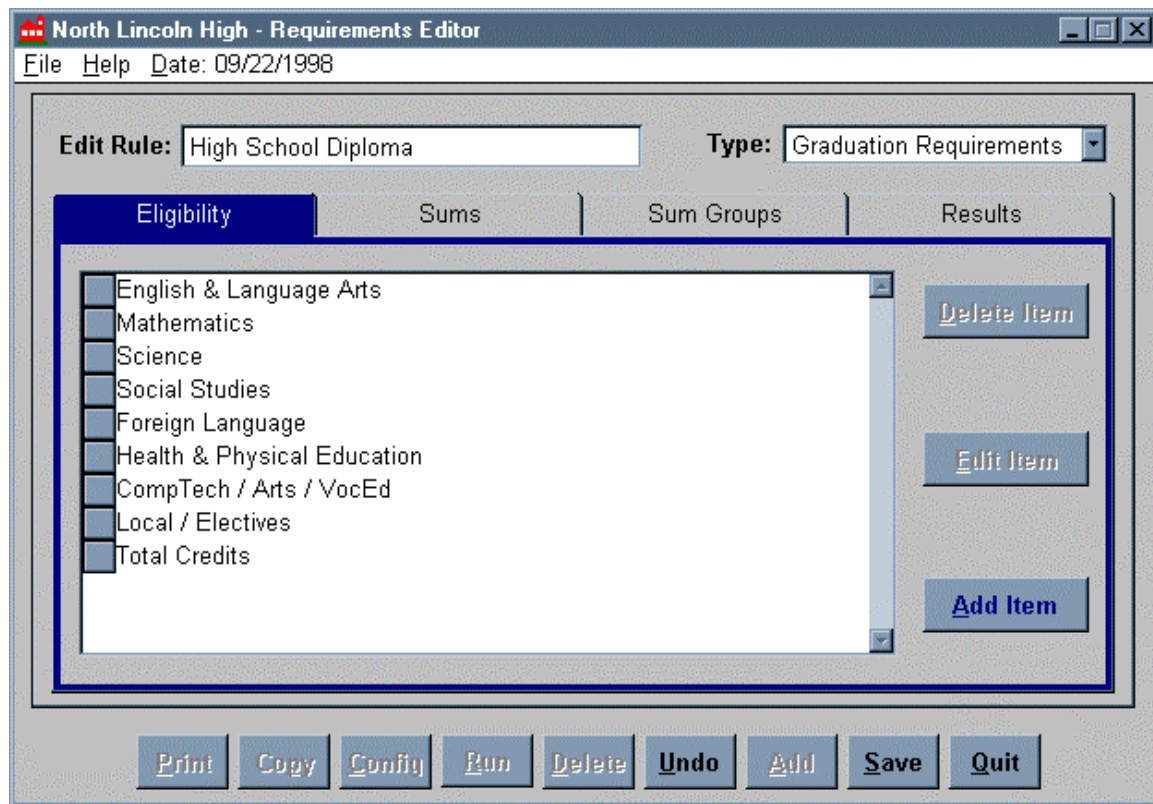 North Lincoln High - Requirements Editor
File Help Date: 09/22/1998
Edit Rule: High School Diploma Type: Graduation Requirements
Eligibility Sums Sum Groups Results
English & Language Arts
Mathematics
Science
Social Studies
Foreign Language
Health & Physical Education
CompTech / Arts / VocEd
Local / Electives
Total Credits
Delete Item
Edit Item
Add Item
Print Copy Config Run Delete Undo Add Save Quit